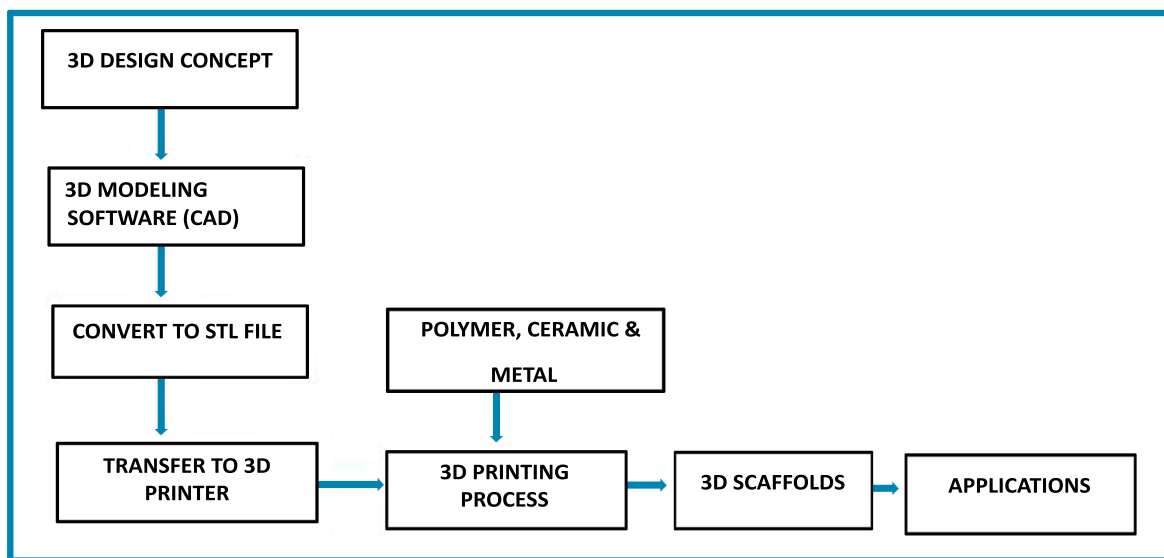 3D DESIGN CONCEPT
3D MODELING
SOFTWARE (CAD)
CONVERT TO STL FILE
POLYMER, CERAMIC &
METAL
TRANSFER TO 3D
PRINTER
3D PRINTING
PROCESS
3D SCAFFOLDS
APPLICATIONS